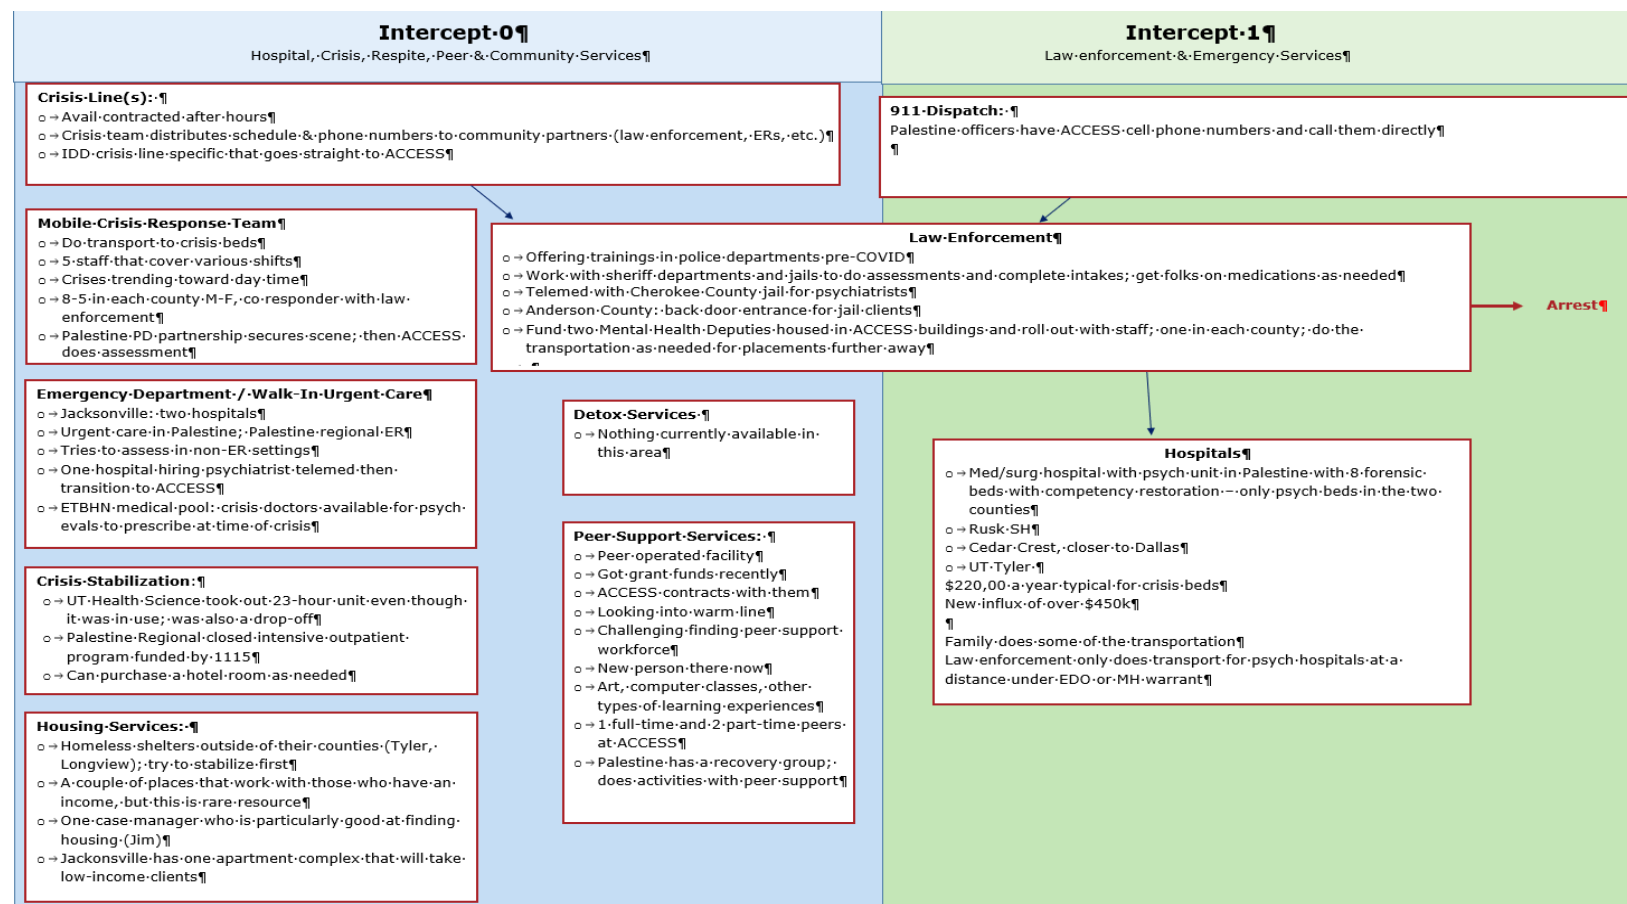 Intercept·0¶
Hospital,·Crisis,·Respite,·Peer·&·Community·Services¶
Intercept·1¶
Law·enforcement·&·Emergency·Services¶
Crisis·Line(s):·¶
o→Avail·contracted·after·hours¶
o→Crisis·team·distributes·schedule·&·phone·numbers·to·community·partners·(law·enforcement,·ERs,·etc.)¶
o→IDD·crisis·line·specific·that·goes·straight·to·ACCESS¶
911·Dispatch:·¶
Palestine·officers·have·ACCESS·cell·phone·numbers·and·call·them·directly¶
¶
Mobile·Crisis·Response·Team¶
o→Do·transport·to·crisis·beds¶
o→5·staff·that·cover·various·shifts¶
o→Crises·trending·toward·day·time¶
o→8-5·in·each·county·M-F,·co·responder·with·law·
enforcement¶
o→Palestine·PD·partnership·secures·scene;·then·ACCESS·
does·assessment¶
Law·Enforcement¶
o→Offering·trainings·in·police·departments·pre-COVID¶
o→Work·with·sheriff·departments·and·jails·to·do·assessments·and·complete·intakes;·get·folks·on·medications·as·needed¶
o→Telemed·with·Cherokee·County·jail·for·psychiatrists¶
o→Anderson·County:·back·door·entrance·for·jail·clients¶
o→Fund·two·Mental·Health·Deputies·housed·in·ACCESS·buildings·and·roll·out·with·staff;·one·in·each·county;·do·the·
transportation·as·needed·for·placements·further·away¶
¶
Arrest¶
Emergency·Department·/·Walk-In·Urgent·Care¶
o→Jacksonville:·two·hospitals¶
o→Urgent·care·in·Palestine;·Palestine·regional·ER¶
o→Tries·to·assess·in·non-ER·settings¶
o→One·hospital·hiring·psychiatrist·telemed·then·
transition·to·ACCESS¶
o→ETBHN·medical·pool:·crisis·doctors·available·for·psych·
evals·to·prescribe·at·time·of·crisis¶
Crisis·Stabilization:¶
o→UT·Health·Science·took·out·23-hour·unit·even·though·
it·was·in·use;·was·also·a·drop-off¶
o→Palestine·Regional·closed·intensive·outpatient·
program·funded·by·1115¶
o→Can·purchase·a·hotel·room·as·needed¶
Housing·Services:·¶
o→Homeless·shelters·outside·of·their·counties·(Tyler,·
Longview);·try·to·stabilize·first¶
o→A·couple·of·places·that·work·with·those·who·have·an·
income,·but·this·is·rare·resource¶
o→One·case·manager·who·is·particularly·good·at·finding·
housing·(Jim)¶
o→Jackonsville·has·one·apartment·complex·that·will·take·
low-income·clients¶
Detox·Services·¶
o→Nothing·currently·available·in·
this·area¶
Peer·Support·Services:·¶
o→Peer·operated·facility¶
o→Got·grant·funds·recently¶
o→ACCESS·contracts·with·them¶
o→Looking·into·warm·line¶
o→Challenging·finding·peer·support·
workforce¶
o→New·person·there·now¶
o→Art,·computer·classes,·other·
types·of·learning·experiences¶
o→1·full-time·and·2·part-time·peers·
at·ACCESS¶
o→Palestine·has·a·recovery·group;·
does·activities·with·peer·support¶
Hospitals¶
o→Med/surg·hospital·with·psych·unit·in·Palestine·with·8·forensic·
beds·with·competency·restoration·–·only·psych·beds·in·the·two·
counties¶
o→Rusk·SH¶
o→Cedar·Crest,·closer·to·Dallas¶
o→UT·Tyler·¶
$220,00·a·year·typical·for·crisis·beds¶
New·influx·of·over·$450k¶
¶
Family·does·some·of·the·transportation¶
Law·enforcement·only·does·transport·for·psych·hospitals·at·a·
distance·under·EDO·or·MH·warrant¶